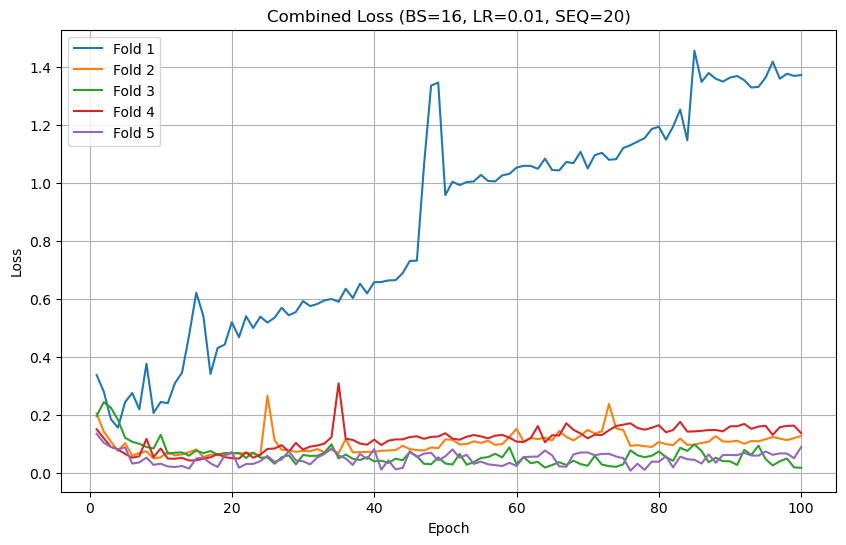 Combined Loss (BS=16, LR=0.01, SEQ=20)
Fold 1
Fold 2
Fold 3
Fold 4
Fold 5
Loss
1.4
1.2
1.0
0.8
0.6
0.4
0.2
0.0
0
20
40
60
80
100
Epoch